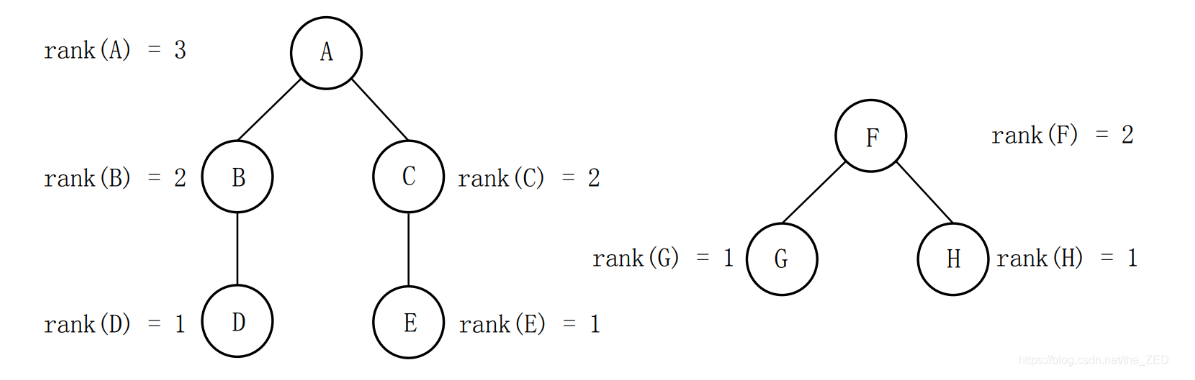 rank(A) = 3
A
F
rank(F) = 2
rank(B) = 2
B
C
rank(C) = 2
rank(G) = 1
G
H
rank(H) = 1
rank(D) = 1
D
E
rank(E) = 1
https://blog.csdn.net/the_ZED